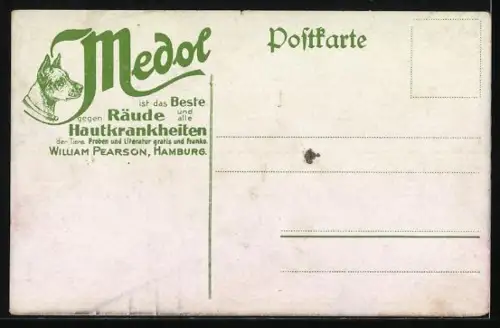 Medol
ist das Beste
gegen Räude und alle
Hautkrankheiten
der Tiere. Proben und Literatur gratis und franko.
WILLIAM PEARSON, HAMBURG.
Postkarte